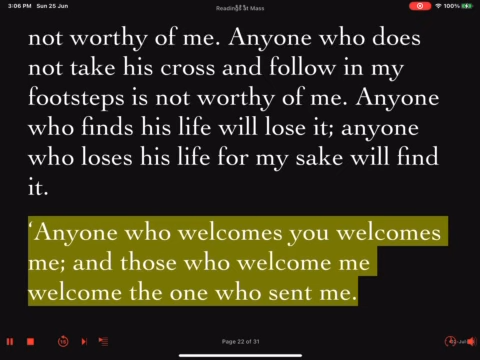 3:06 PM Sun 25 Jun
100%
not worthy of me. Anyone who does
not take his cross and follow in my
footsteps is not worthy of me. Anyone
who finds his life will lose it; anyone
who loses his life for my sake will find
it.
‘Anyone who welcomes you welcomes
me; and those who welcome me
welcome the one who sent me.
Page 22 of 31